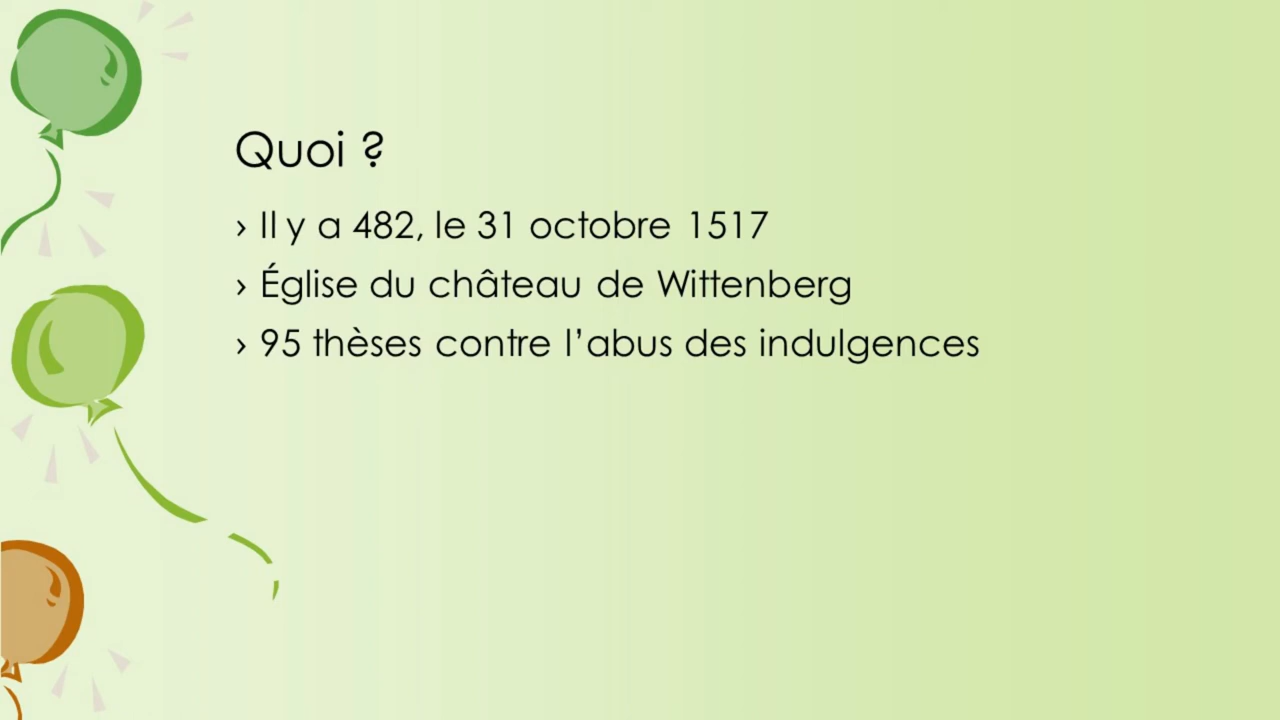 Quoi ?
› Il y a 482, le 31 octobre 1517
› Église du château de Wittenberg
› 95 thèses contre l’abus des indulgences